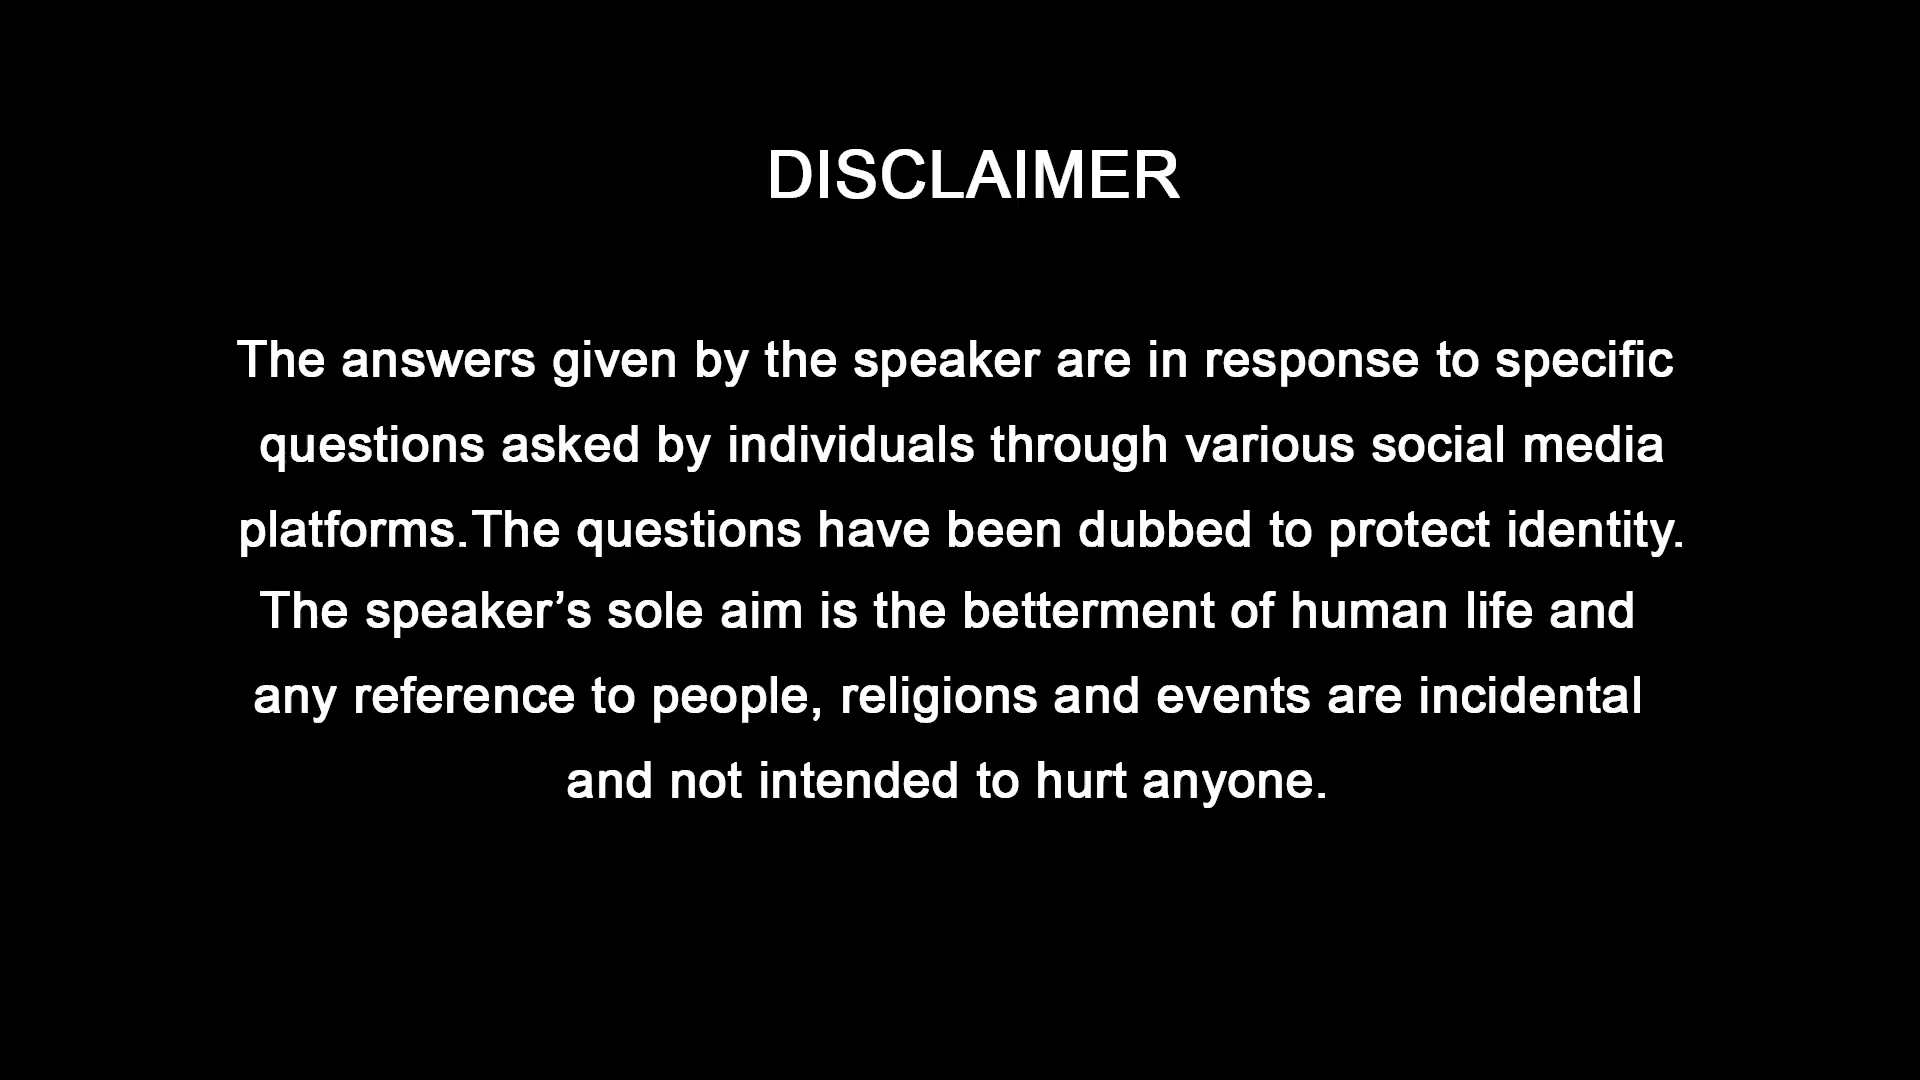 DISCLAIMER
The answers given by the speaker are in response to specific
questions asked by individuals through various social media
platforms.The questions have been dubbed to protect identity.
The speaker’s sole aim is the betterment of human life and
any reference to people, religions and events are incidental
and not intended to hurt anyone.